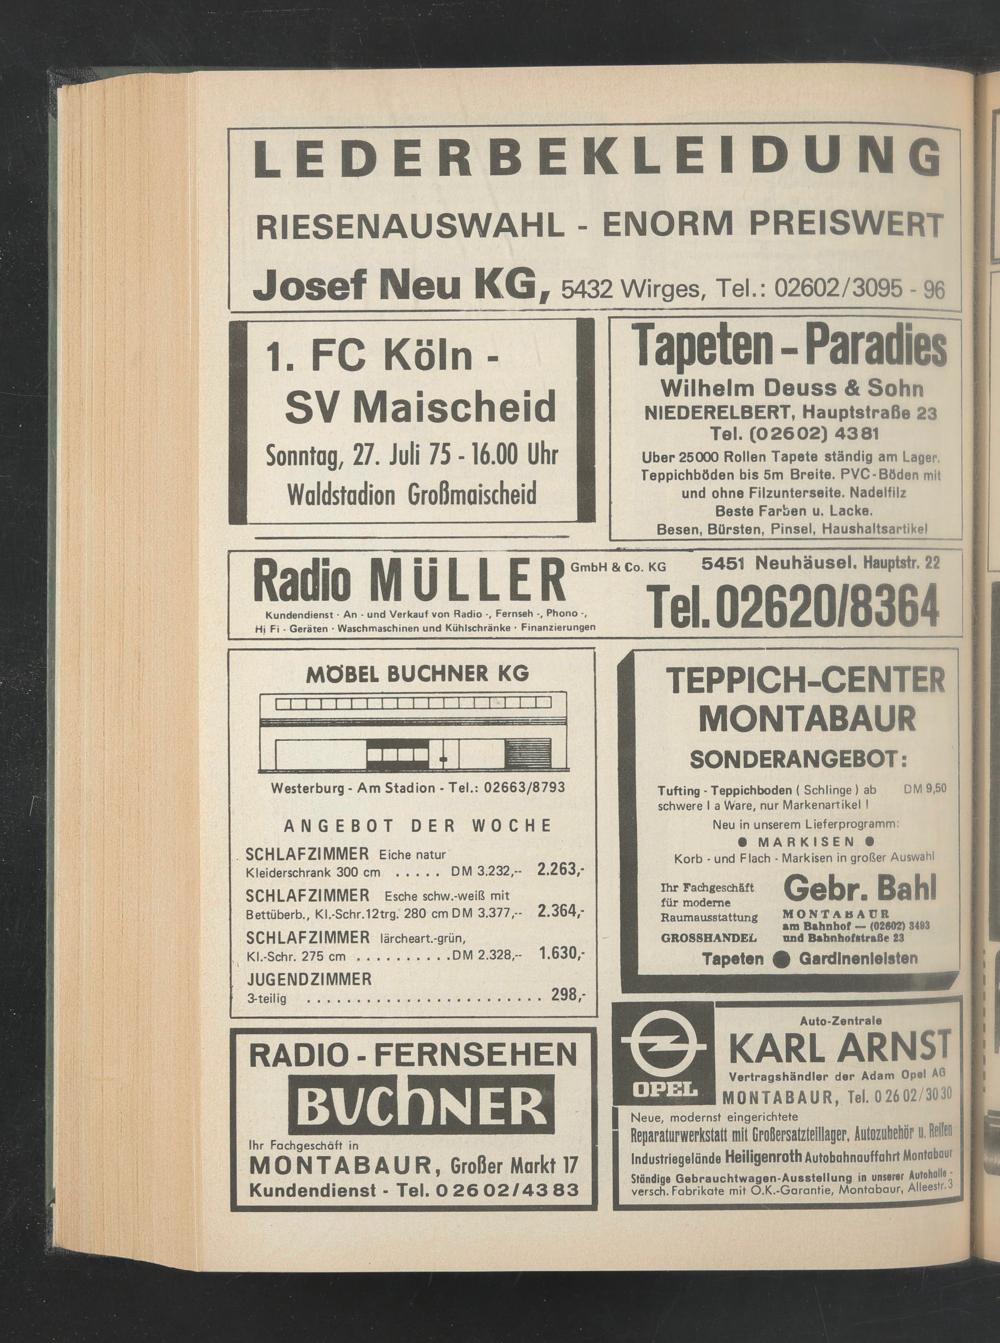 LEDERBEKLEIDUNG
RIESENAUSWAHL - ENORM PREISWERT
Josef Neu KG, 5432 Wirges, Tel.: 02602/3095 - 96
1. FC Köln -
SV Maischeid
Sonntag, 27. Juli 75 - 16.00 Uhr
Waldstadion Großmaischeid
Tapeten - Paradies
Wilhelm Deuss & Sohn
NIEDERELBERT, Hauptstraße 23
Tel. (02602) 4381
Uber 25000 Rollen Tapete ständig am Lager.
Teppichböden bis 5m Breite. PVC-Böden mit
und ohne Filzunterseite. Nadelfilz
Beste Farben u. Lacke.
Besen, Bürsten, Pinsel, Haushaltsartikel
Radio MÜLLER GmbH & Co. KG
Kundendienst · An - und Verkauf von Radio -, Fernseh -, Phono -,
Hi Fi - Geräten · Waschmaschinen und Kühlschränke · Finanzierungen
5451 Neuhäusel, Hauptstr. 22
Tel. 02620/8364
MÖBEL BUCHNER KG
Westerburg - Am Stadion - Tel.: 02663/8793
ANGEBOT DER WOCHE
SCHLAFZIMMER Eiche natur
Kleiderschrank 300 cm ..... DM 3.232,-- 2.263,-
SCHLAFZIMMER Esche schw.-weiß mit
Bettüberb., Kl.-Schr.12trg. 280 cm DM 3.377,-- 2.364,-
SCHLAFZIMMER lärcheart.-grün,
Kl.-Schr. 275 cm ..........DM 2.328,-- 1.630,-
JUGENDZIMMER
3-teilig ........................ 298,-
TEPPICH-CENTER
MONTABAUR
SONDERANGEBOT:
Tufting - Teppichboden ( Schlinge ) ab DM 9,50
schwere I a Ware, nur Markenartikel !
Neu in unserem Lieferprogramm:
● MARKISEN ●
Korb - und Flach - Markisen in großer Auswahl
Ihr Fachgeschäft
für moderne
Raumausstattung
GROSSHANDEL
Gebr. Bahl
MONTABAUR
am Bahnhof — (02602) 3493
und Bahnhofstraße 23
Tapeten ● Gardinenleisten
RADIO - FERNSEHEN
BUCHNER
Ihr Fachgeschäft in
MONTABAUR, Großer Markt 17
Kundendienst - Tel. 02602/4383
OPEL
Auto-Zentrale
KARL ARNST
Vertragshändler der Adam Opel AG
MONTABAUR, Tel. 02602/3030
Neue, modernst eingerichtete
Reparaturwerkstatt mit Großersatzteillager, Autozubehör u. Reifen
Industriegelände Heiligenroth Autobahnauffahrt Montabaur
Ständige Gebrauchtwagen-Ausstellung in unserer Autohalle -
versch. Fabrikate mit O.K.-Garantie, Montabaur, Alleestr. 3